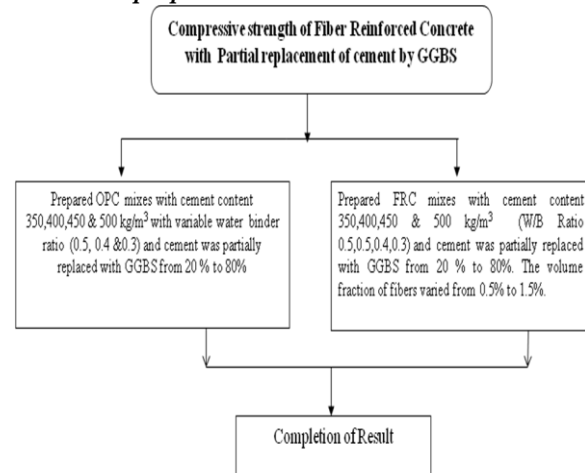 Compressive strength of Fiber Reinforced Concrete
with Partial replacement of cement by GGBS
Prepared OPC mixes with cement content
350,400,450 & 500 kg/m³ with variable water binder
ratio (0.5, 0.4 &0.3) and cement was partially
replaced with GGBS from 20 % to 80%
Prepared FRC mixes with cement content
350,400,450 & 500 kg/m³ (W/B Ratio
0.5,0.5,0.4,0.3) and cement was partially replaced
with GGBS from 20 % to 80%. The volume
fraction of fibers varied from 0.5% to 1.5%.
Completion of Result